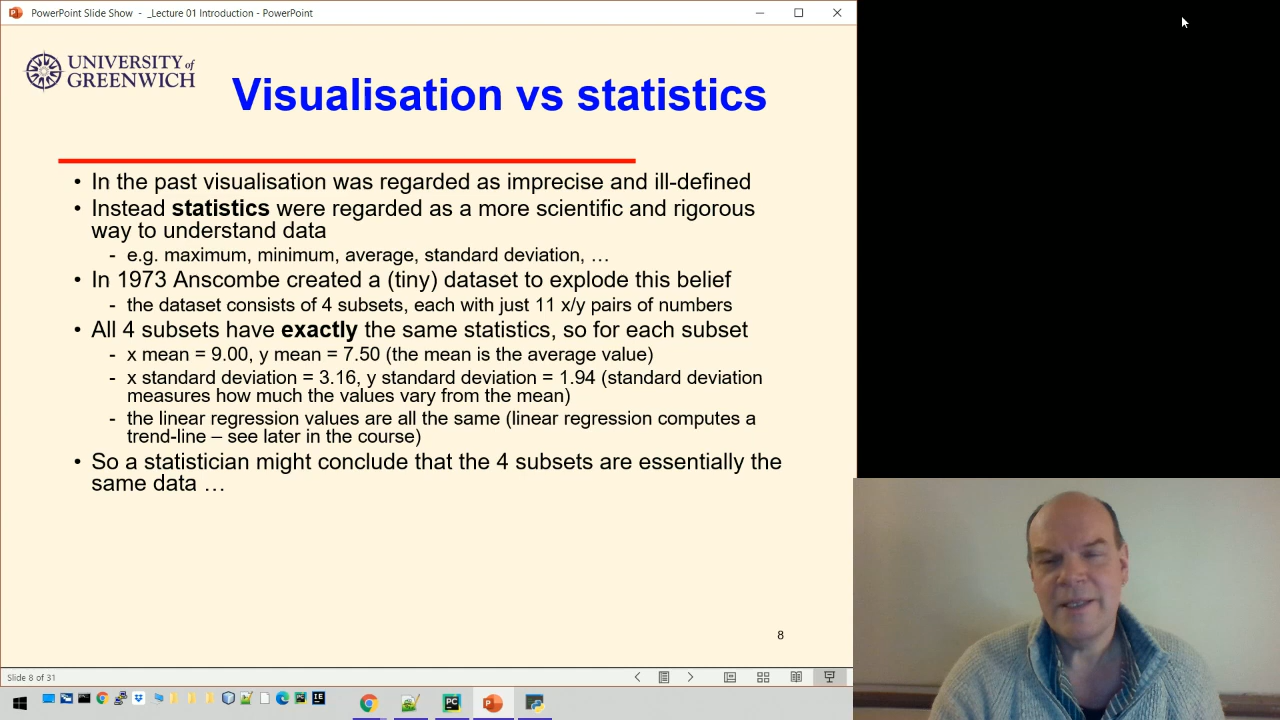 PowerPoint Slide Show - _Lecture 01 Introduction - PowerPoint
UNIVERSITY of
GREENWICH
Visualisation vs statistics
• In the past visualisation was regarded as imprecise and ill-defined
• Instead statistics were regarded as a more scientific and rigorous
way to understand data
- e.g. maximum, minimum, average, standard deviation, …
• In 1973 Anscombe created a (tiny) dataset to explode this belief
- the dataset consists of 4 subsets, each with just 11 x/y pairs of numbers
• All 4 subsets have exactly the same statistics, so for each subset
- x mean = 9.00, y mean = 7.50 (the mean is the average value)
- x standard deviation = 3.16, y standard deviation = 1.94 (standard deviation
measures how much the values vary from the mean)
- the linear regression values are all the same (linear regression computes a
trend-line – see later in the course)
• So a statistician might conclude that the 4 subsets are essentially the
same data …
8
Slide 8 of 31
IE
PC